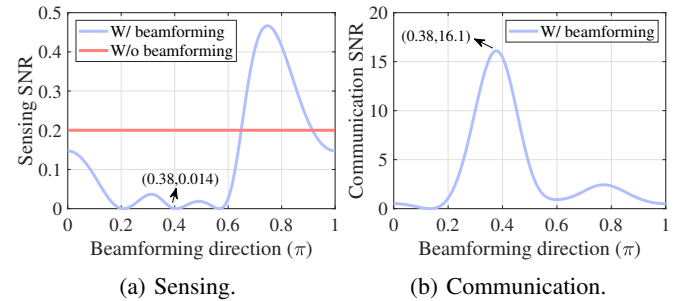 0.5
0.4
0.3
0.2
0.1
0
Sensing SNR
W/ beamforming
W/o beamforming
(0.38,0.014)
0 0.2 0.4 0.6 0.8 1
Beamforming direction (π)
(a) Sensing.
20
15
10
5
0
Communication SNR
W/ beamforming
(0.38,16.1)
0 0.2 0.4 0.6 0.8 1
Beamforming direction (π)
(b) Communication.